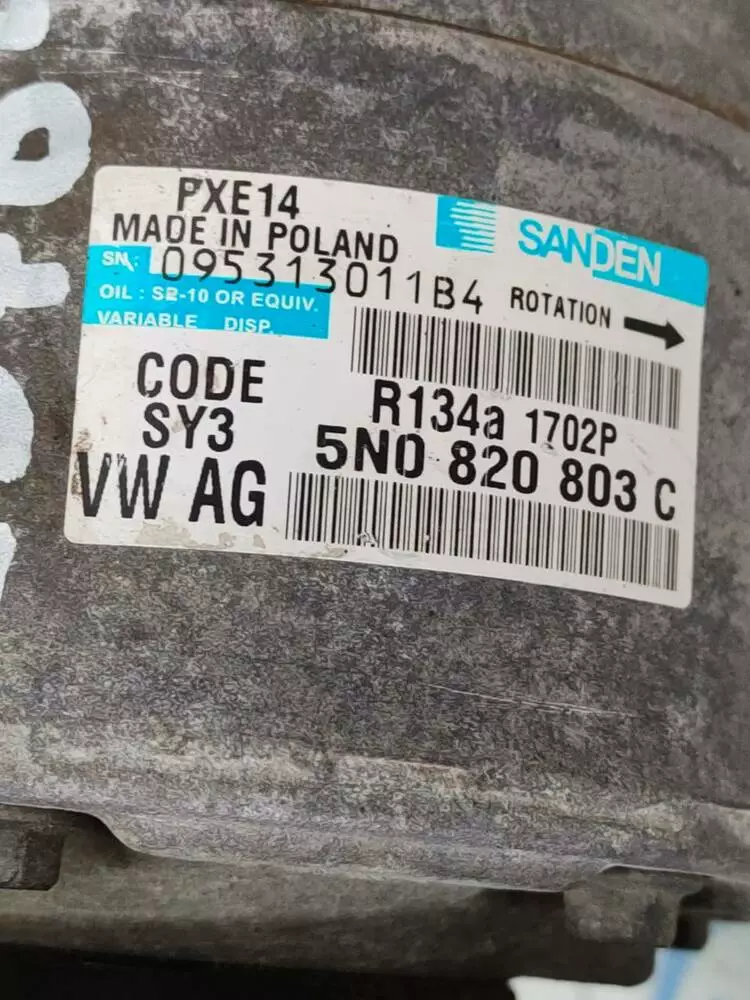 PXE14
SANDEN
MADE IN POLAND
SN: 095313011B4
ROTATION
OIL : SP-10 OR EQUIV.
VARIABLE DISP.
CODE
SY3
R134a 1702P
5N0 820 803 C
VW AG